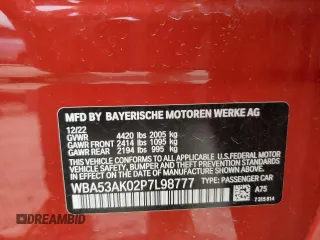 MFD BY BAYERISCHE MOTOREN WERKE AG
12/22
GVWR 4420 lbs 2005 kg
GAWR FRONT 2414 lbs 1095 kg
GAWR REAR 2194 lbs 995 kg
THIS VEHICLE CONFORMS TO ALL APPLICABLE FEDERAL
MOTOR VEHICLE SAFETY, BUMPER, AND THEFT PREVENTION
STANDARDS IN EFFECT ON THE DATE OF MANUFACTURE SHOWN ABOVE.
WBA53AK02P7L98777 TYPE: PASSENGER CAR
A75
DREAMBID